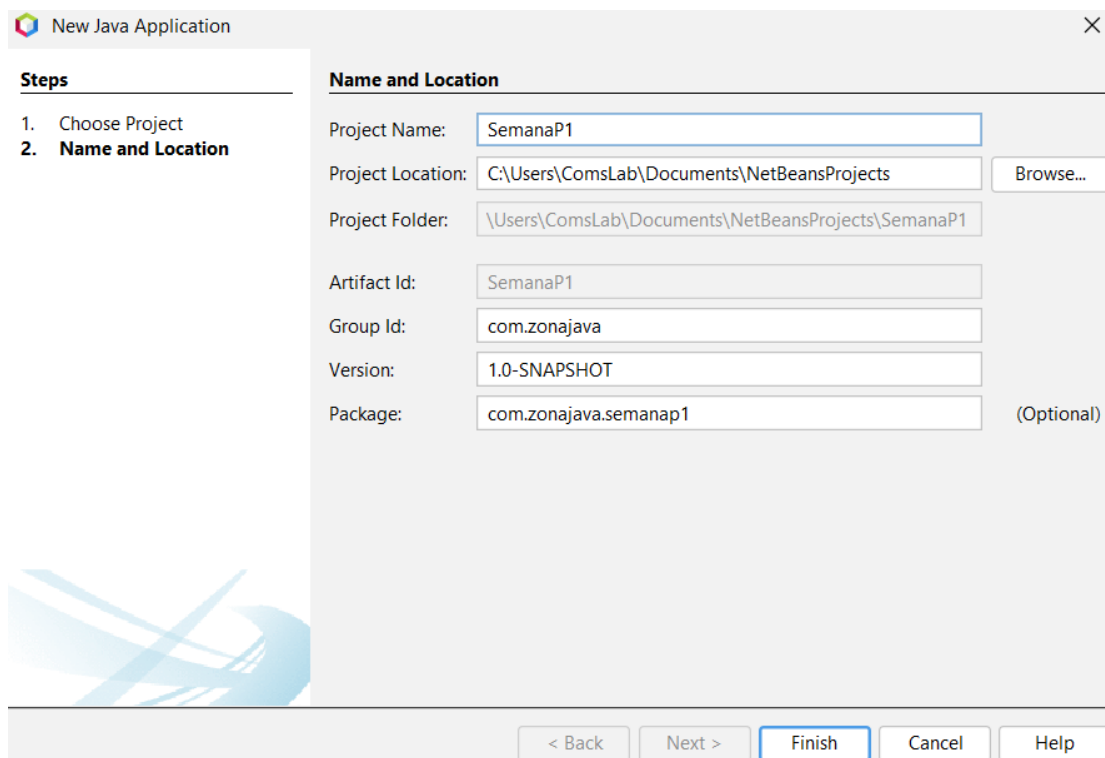 New Java Application
Steps
1. Choose Project
2. Name and Location
Name and Location
Project Name: SemanaP1
Project Location: C:\Users\ComsLab\Documents\NetBeansProjects Browse...
Project Folder: \Users\ComsLab\Documents\NetBeansProjects\SemanaP1
Artifact Id: SemanaP1
Group Id: com.zonajava
Version: 1.0-SNAPSHOT
Package: com.zonajava.semanap1 (Optional)
< Back Next > Finish Cancel Help